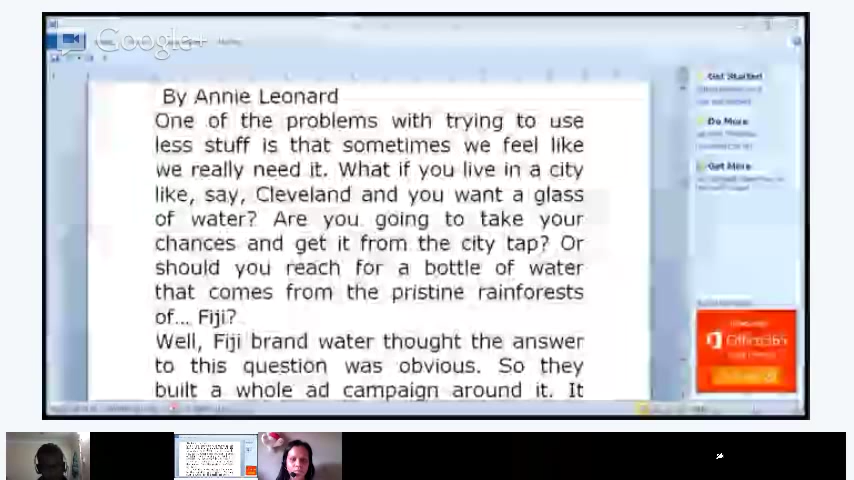 Google+
By Annie Leonard
One of the problems with trying to use
less stuff is that sometimes we feel like
we really need it. What if you live in a city
like, say, Cleveland and you want a glass
of water? Are you going to take your
chances and get it from the city tap? Or
should you reach for a bottle of water
that comes from the pristine rainforests
of... Fiji?
Well, Fiji brand water thought the answer
to this question was obvious. So they
built a whole ad campaign around it. It
Get Started
Do More
Get More
Office 365